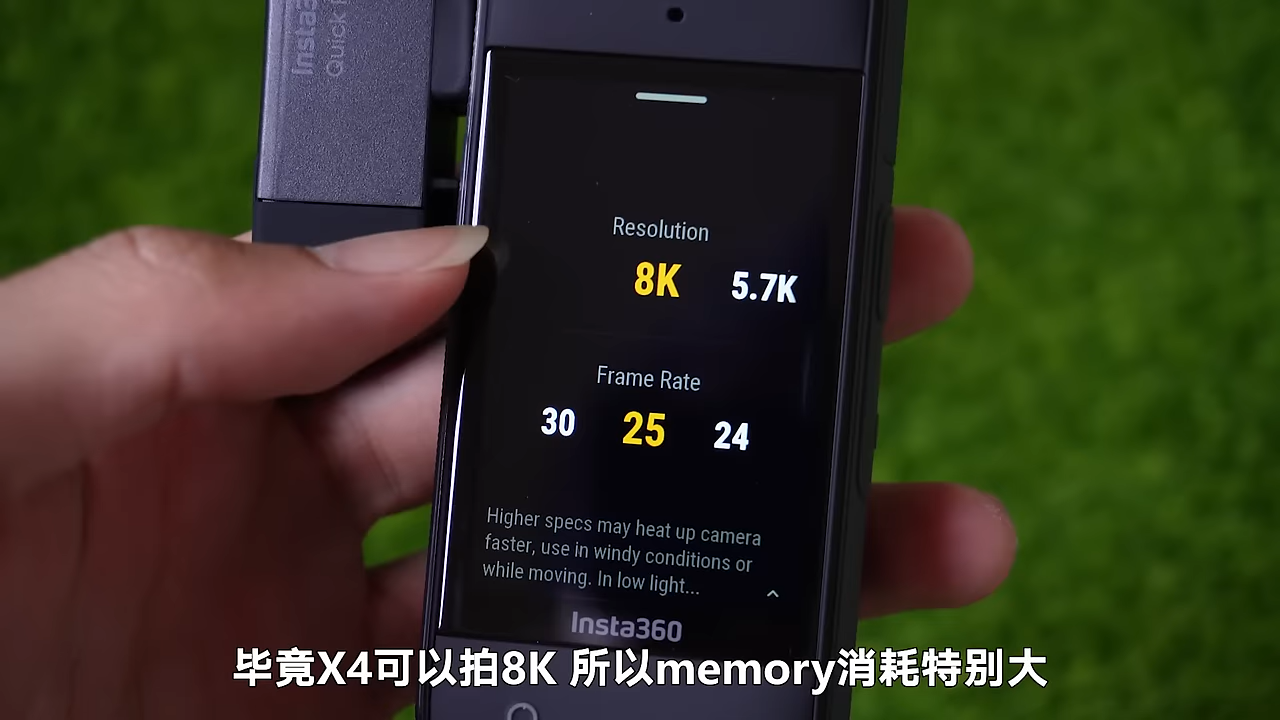 Insta3
Quick
Resolution
8K 5.7K
Frame Rate
30 25 24
Higher specs may heat up camera
faster, use in windy conditions or
while moving. In low light...
Insta360
毕竟X4可以拍8K 所以memory消耗特别大